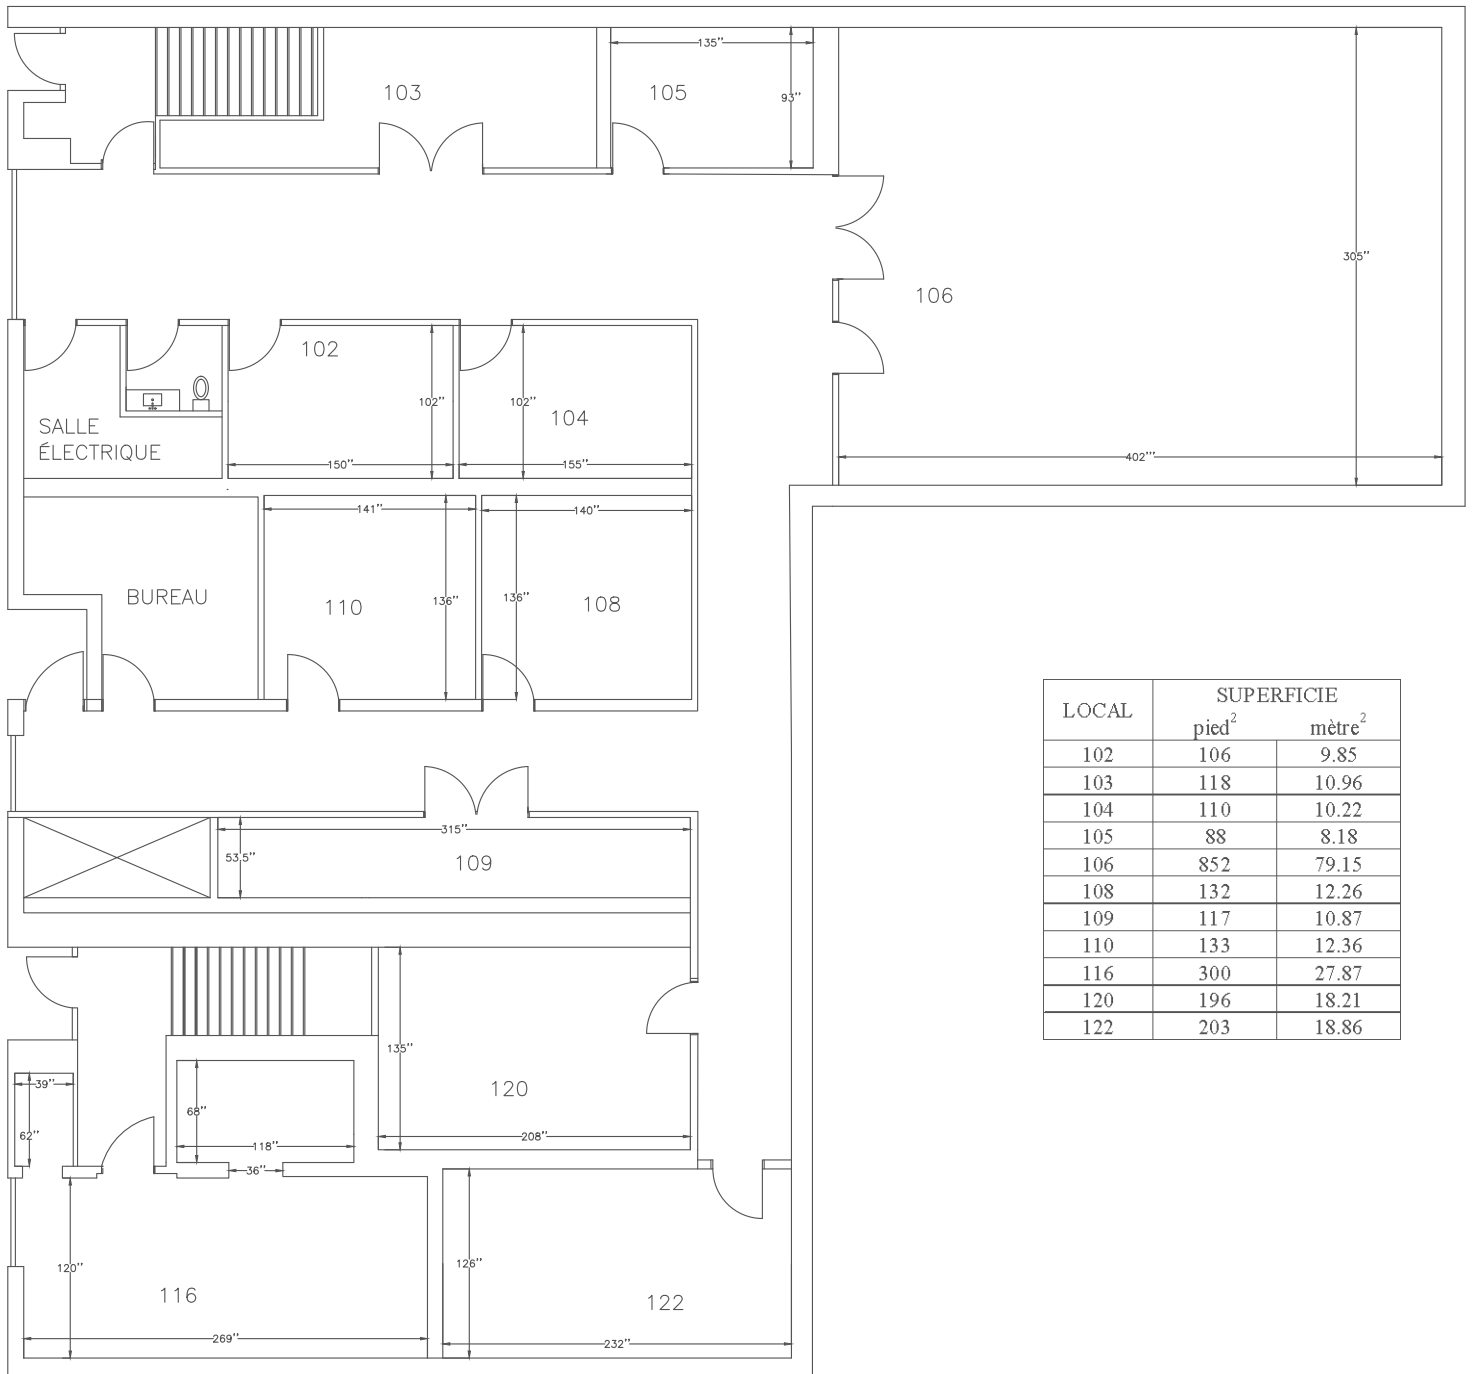 135’’
103
105
93’’
305’’
106
102
102’’
102’’
104
SALLE
ÉLECTRIQUE
150’’
155’’
402’’’
141’’
140’’
BUREAU
136’’
136’’
110
108
LOCAL SUPERFICIE
pied² mètre²
102 106 9.85
103 118 10.96
104 110 10.22
105 88 8.18
106 852 79.15
108 132 12.26
109 117 10.87
110 133 12.36
116 300 27.87
120 196 18.21
122 203 18.86
315’’
53.5’’
109
135’’
39’’
68’’
120
62’’
118’’
208’’
36’’
120’’
126’’
116
122
269’’
232’’